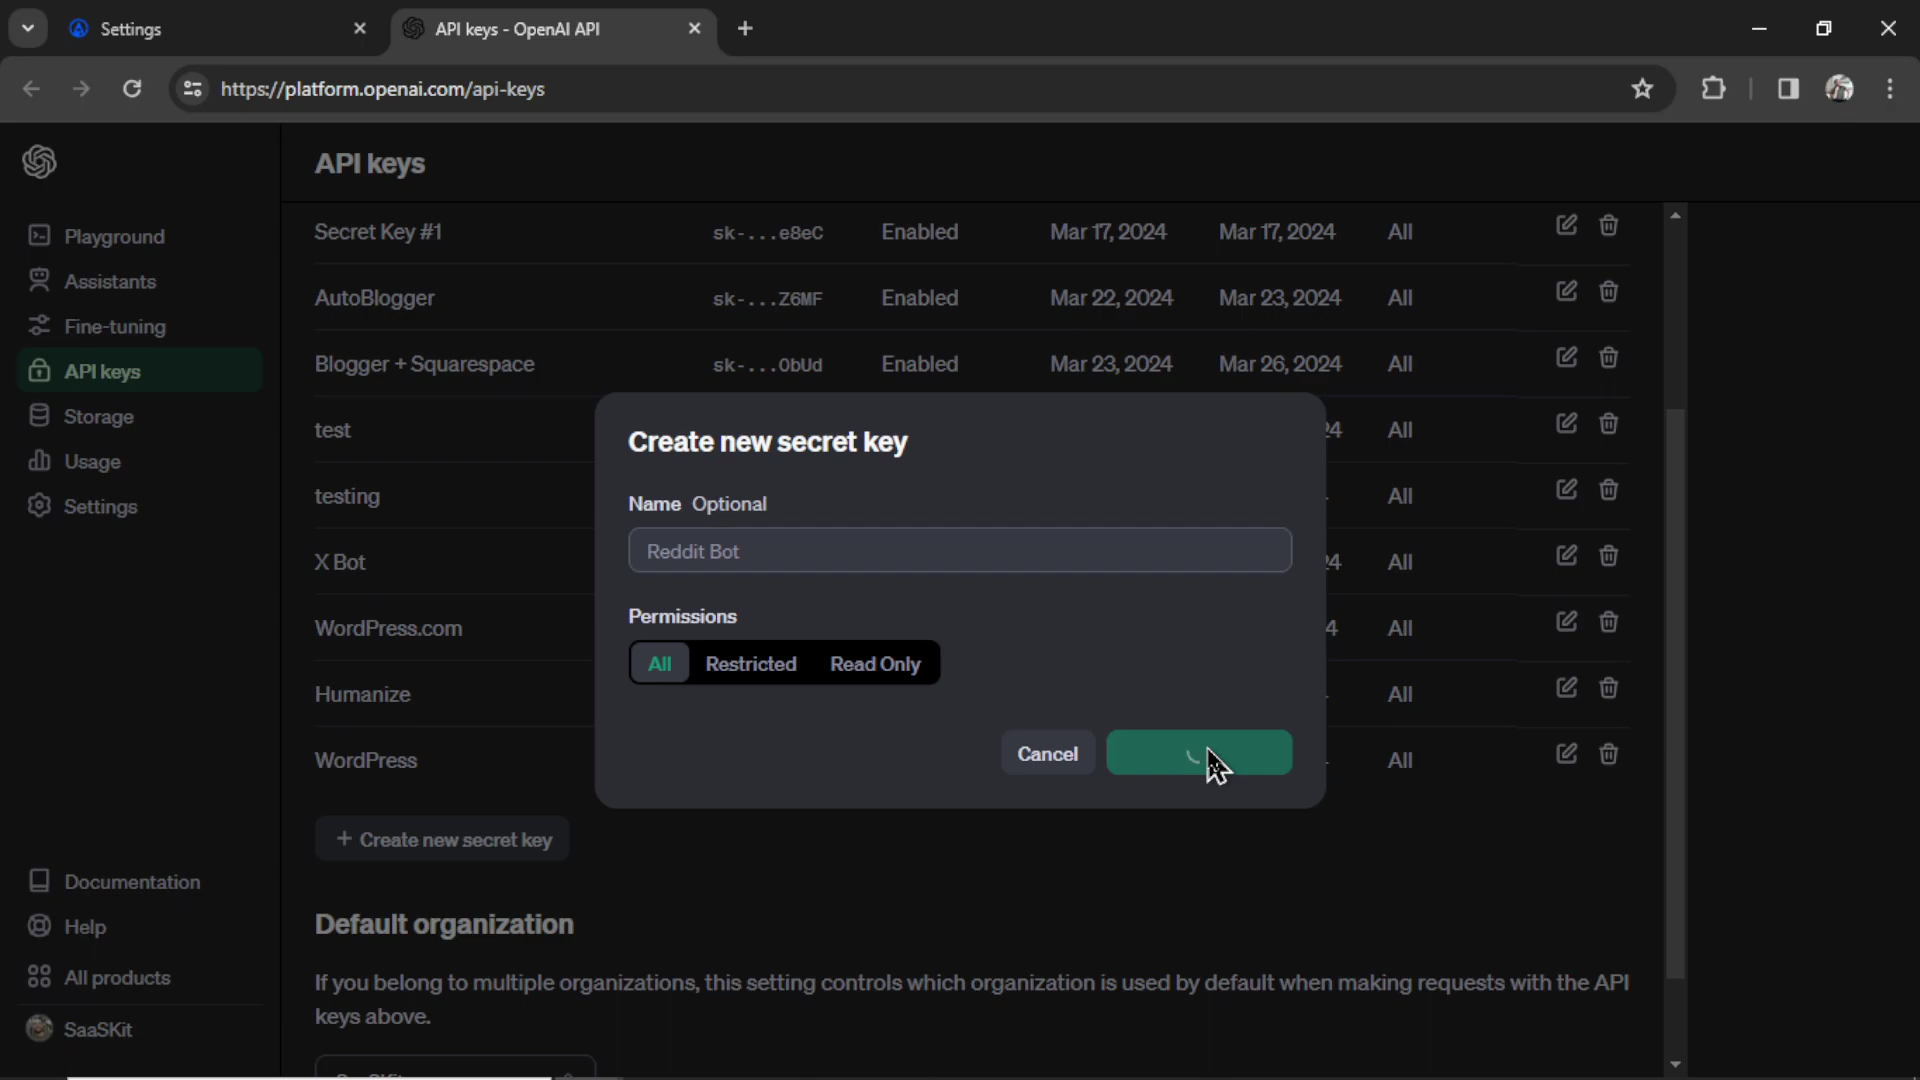 Settings
API keys - OpenAI API
https://platform.openai.com/api-keys
API keys
Playground
Assistants
Fine-tuning
API keys
Storage
Usage
Settings
Documentation
Help
All products
SaaSKit
Secret Key #1 sk-...e8eC Enabled Mar 17, 2024 Mar 17, 2024 All
AutoBlogger sk-...Z6MF Enabled Mar 22, 2024 Mar 23, 2024 All
Blogger + Squarespace sk-...0bUd Enabled Mar 23, 2024 Mar 26, 2024 All
test 24 All
testing All
X Bot 24 All
WordPress.com 4 All
Humanize All
WordPress All
Create new secret key
Name Optional
Reddit Bot
Permissions
All Restricted Read Only
Cancel
+ Create new secret key
Default organization
If you belong to multiple organizations, this setting controls which organization is used by default when making requests with the API
keys above.